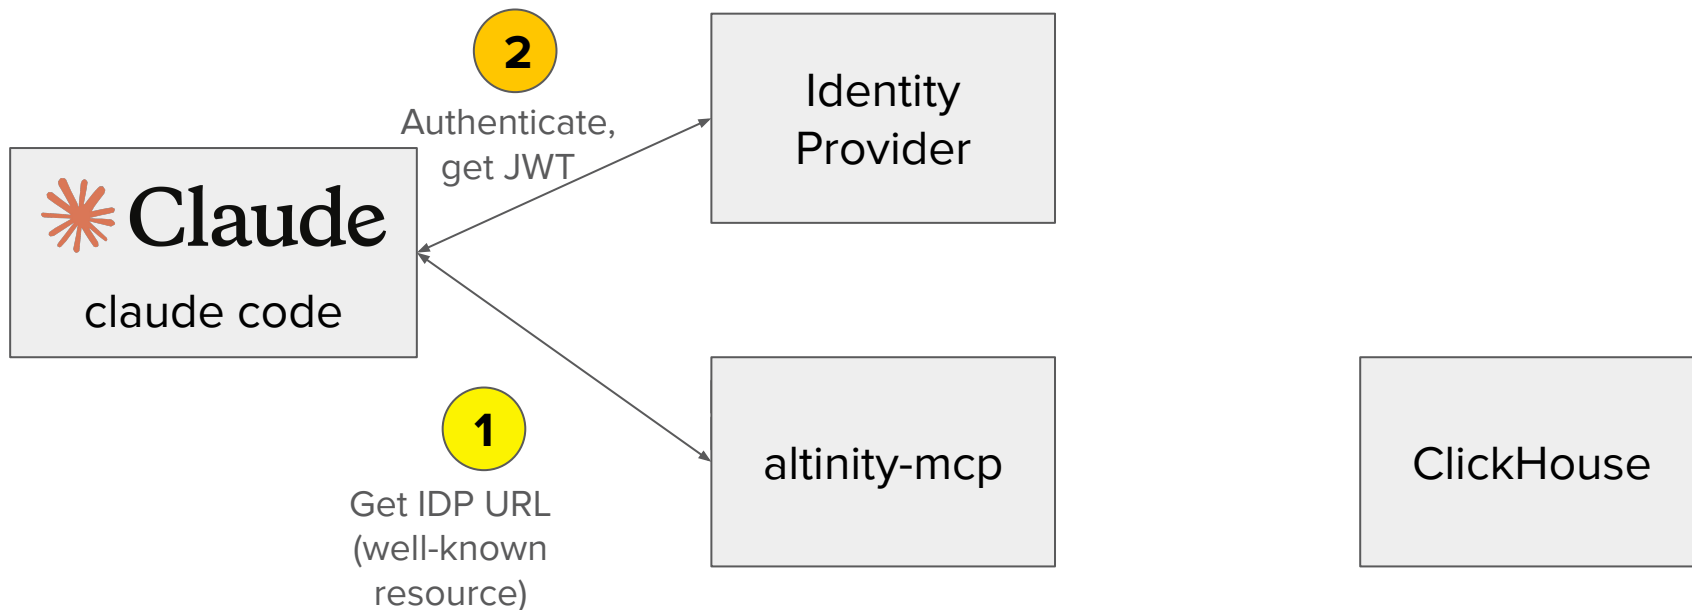 2
Authenticate,
get JWT
Identity
Provider
Claude
claude code
1
Get IDP URL
(well-known
resource)
altinity-mcp
ClickHouse